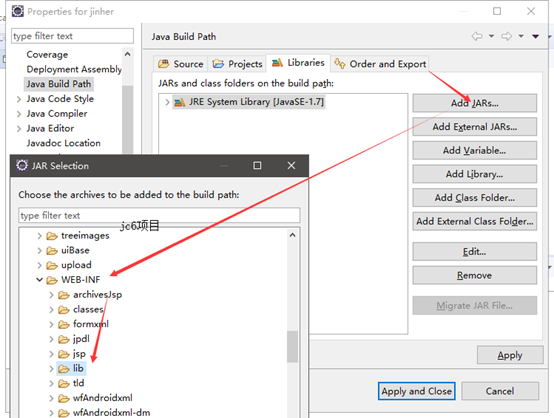 Properties for jinher
type filter text
Coverage
Deployment Assembly
Java Build Path
Java Code Style
Java Compiler
Java Editor
Javadoc Location
Java Build Path
Source
Projects
Libraries
Order and Export
JARs and class folders on the build path:
JRE System Library [JavaSE-1.7]
Add JARs...
Add External JARs...
Add Variable...
Add Library...
Add Class Folder...
Add External Class Folder...
Edit...
Remove
Migrate JAR File...
Apply
Apply and Close
Cancel
JAR Selection
Choose the archives to be added to the build path:
type filter text
jc6项目
treeimages
uiBase
upload
WEB-INF
archivesJsp
classes
formxml
jpdl
jsp
lib
tld
wfAndroidxml
wfAndroidxml-dm